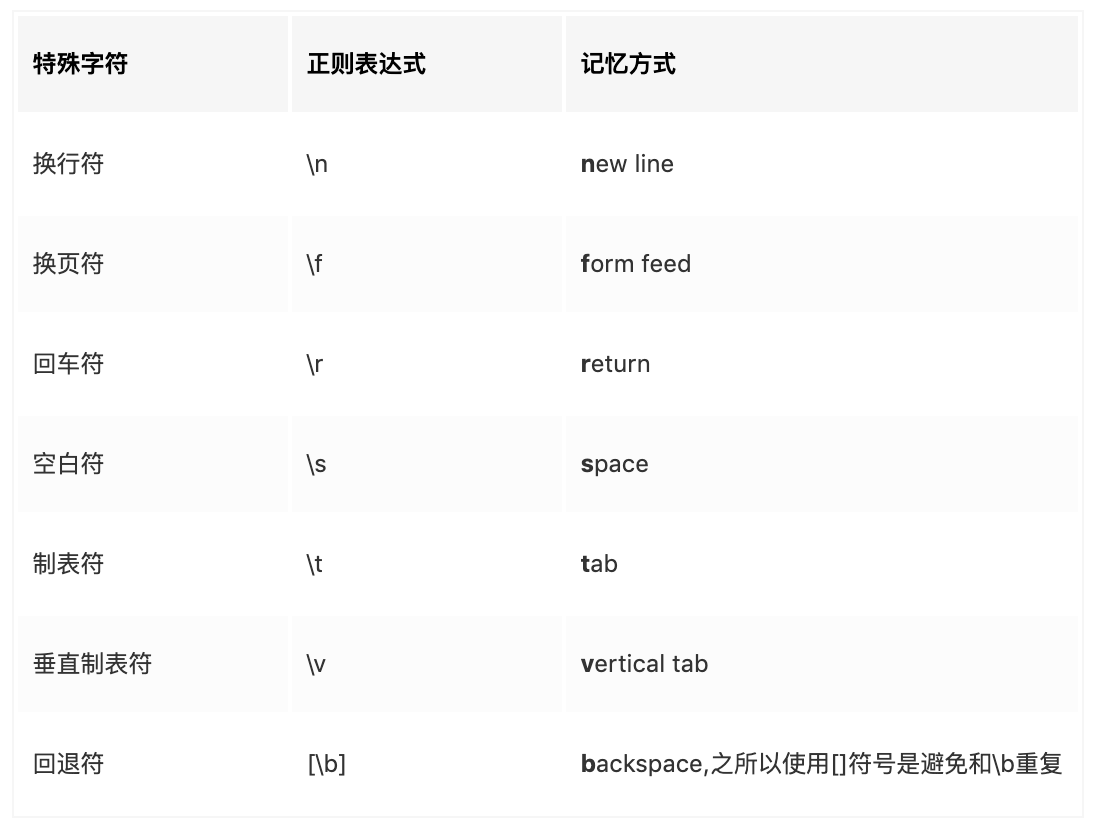 特殊字符 正则表达式 记忆方式
换行符 \n new line
换页符 \f form feed
回车符 \r return
空白符 \s space
制表符 \t tab
垂直制表符 \v vertical tab
回退符 [\b] backspace,之所以使用[]符号是避免和\b重复